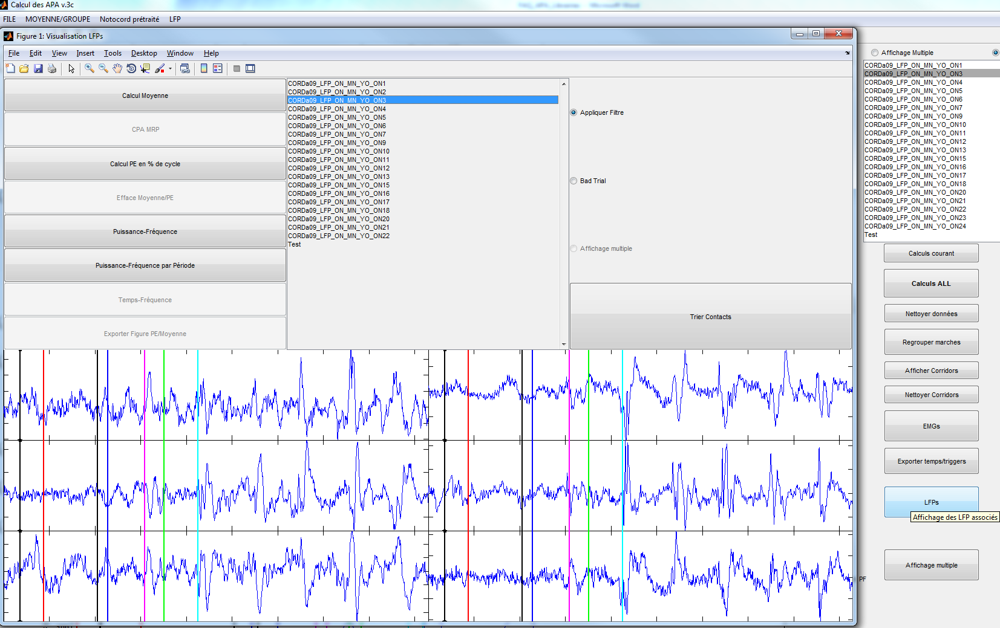 Calcul des APA v.3c
FILE MOYENNE/GROUPE Notocord prétraité LFP
Figure 1: Visualisation LFPs
File Edit View Insert Tools Desktop Window Help
Calcul Moyenne
CPA MRP
Calcul PE en % de cycle
Efface Moyenne/PE
Puissance-Fréquence
Puissance-Fréquence par Période
Temps-Fréquence
Exporter Figure PE/Moyenne
CORDa09_LFP_ON_MN_YO_ON1
CORDa09_LFP_ON_MN_YO_ON2
CORDa09_LFP_ON_MN_YO_ON3
CORDa09_LFP_ON_MN_YO_ON4
CORDa09_LFP_ON_MN_YO_ON5
CORDa09_LFP_ON_MN_YO_ON6
CORDa09_LFP_ON_MN_YO_ON7
CORDa09_LFP_ON_MN_YO_ON9
CORDa09_LFP_ON_MN_YO_ON10
CORDa09_LFP_ON_MN_YO_ON11
CORDa09_LFP_ON_MN_YO_ON12
CORDa09_LFP_ON_MN_YO_ON13
CORDa09_LFP_ON_MN_YO_ON15
CORDa09_LFP_ON_MN_YO_ON16
CORDa09_LFP_ON_MN_YO_ON17
CORDa09_LFP_ON_MN_YO_ON18
CORDa09_LFP_ON_MN_YO_ON20
CORDa09_LFP_ON_MN_YO_ON21
CORDa09_LFP_ON_MN_YO_ON22
Test
Appliquer Filtre
Bad Trial
Affichage multiple
Trier Contacts
Affichage Multiple
CORDa09_LFP_ON_MN_YO_ON1
CORDa09_LFP_ON_MN_YO_ON3
CORDa09_LFP_ON_MN_YO_ON4
CORDa09_LFP_ON_MN_YO_ON5
CORDa09_LFP_ON_MN_YO_ON6
CORDa09_LFP_ON_MN_YO_ON7
CORDa09_LFP_ON_MN_YO_ON9
CORDa09_LFP_ON_MN_YO_ON10
CORDa09_LFP_ON_MN_YO_ON11
CORDa09_LFP_ON_MN_YO_ON12
CORDa09_LFP_ON_MN_YO_ON13
CORDa09_LFP_ON_MN_YO_ON15
CORDa09_LFP_ON_MN_YO_ON16
CORDa09_LFP_ON_MN_YO_ON17
CORDa09_LFP_ON_MN_YO_ON18
CORDa09_LFP_ON_MN_YO_ON20
CORDa09_LFP_ON_MN_YO_ON21
CORDa09_LFP_ON_MN_YO_ON22
CORDa09_LFP_ON_MN_YO_ON23
CORDa09_LFP_ON_MN_YO_ON24
Test
Calculs courant
Calculs ALL
Nettoyer données
Regrouper marches
Afficher Corridors
Nettoyer Corridors
EMGs
Exporter temps/triggers
LFPs
Affichage des LFP associés
Affichage multiple
PF